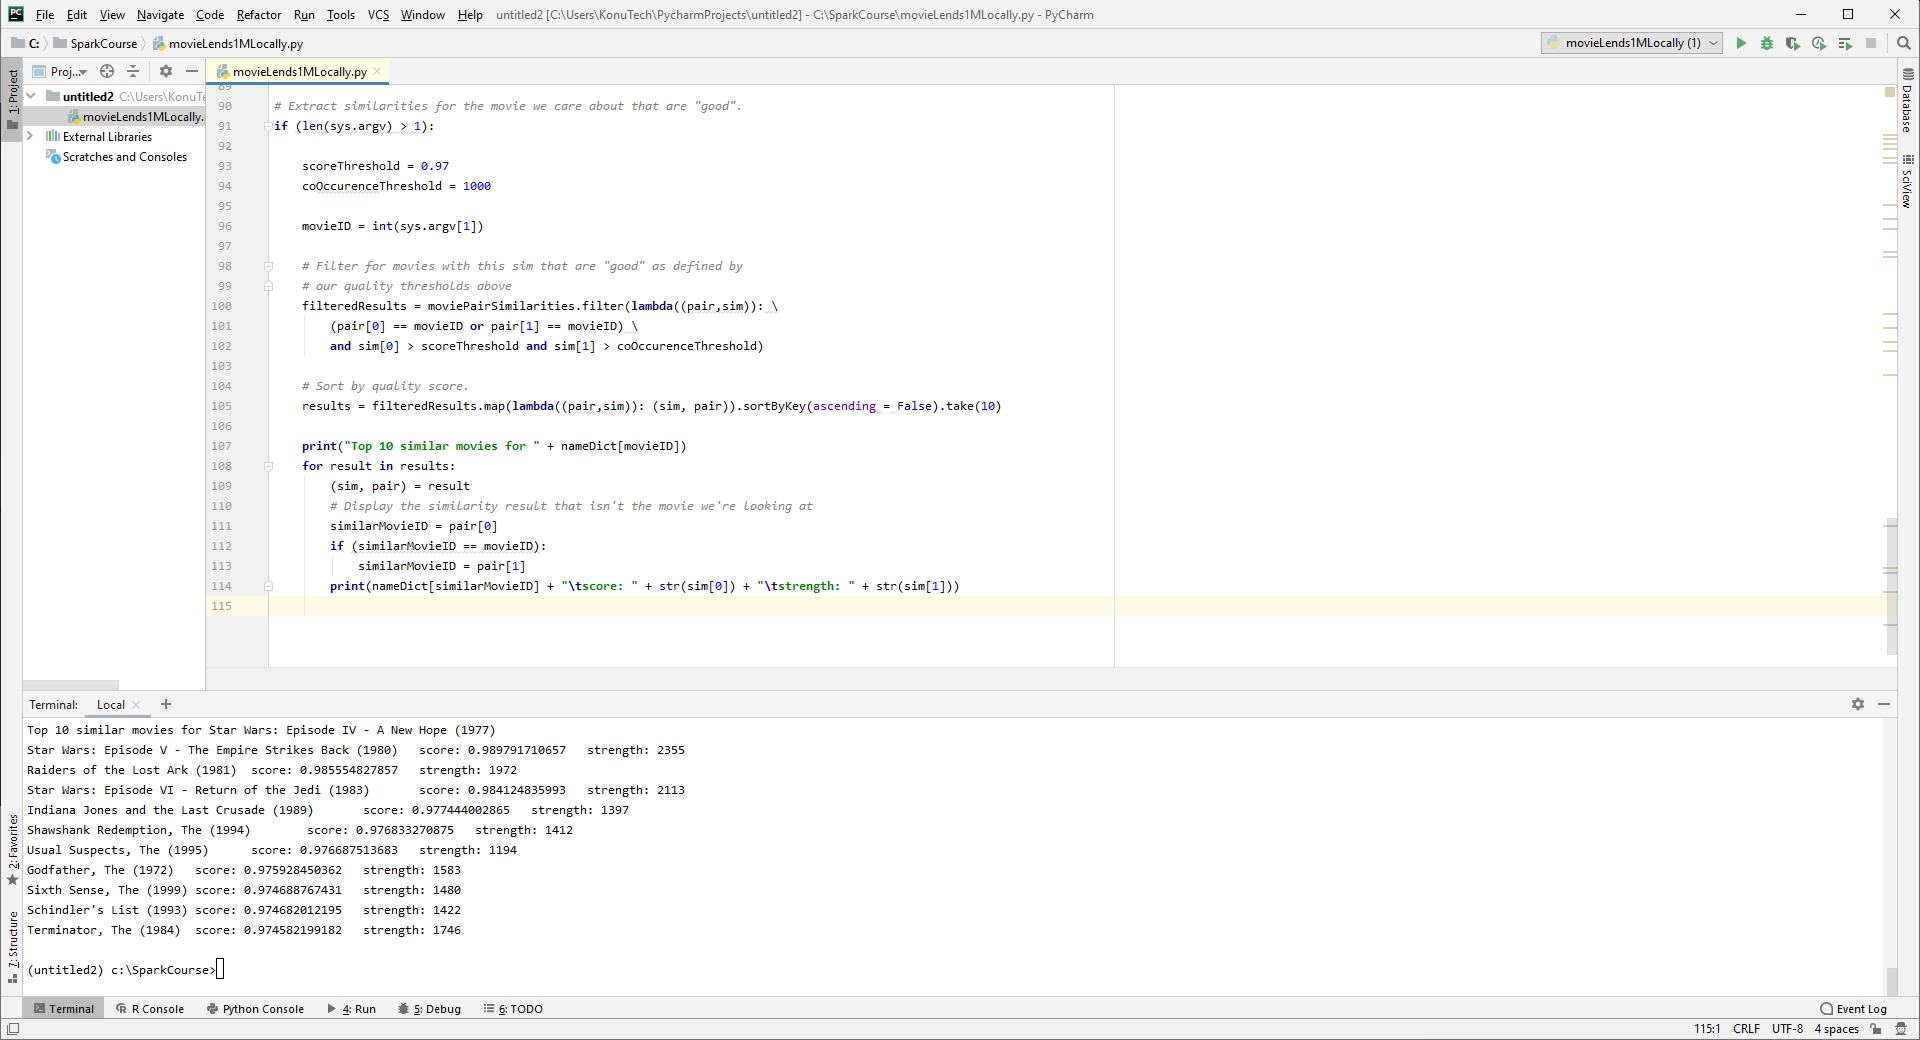 PC File Edit View Navigate Code Refactor Run Tools VCS Window Help untitled2 [C:\Users\KonuTech\PycharmProjects\untitled2] - C:\SparkCourse\movieLends1MLocally.py - PyCharm
C: SparkCourse movieLends1MLocally.py movieLends1MLocally (1)
1: Project
Proj... movieLends1MLocally.py
untitled2 C:\Users\KonuTe
movieLends1MLocally.
External Libraries
Scratches and Consoles
Database
SciView
89
90 # Extract similarities for the movie we care about that are "good".
91 if (len(sys.argv) > 1):
92
93 scoreThreshold = 0.97
94 coOccurenceThreshold = 1000
95
96 movieID = int(sys.argv[1])
97
98 # Filter for movies with this sim that are "good" as defined by
99 # our quality thresholds above
100 filteredResults = moviePairSimilarities.filter(lambda((pair,sim)): \
101 (pair[0] == movieID or pair[1] == movieID) \
102 and sim[0] > scoreThreshold and sim[1] > coOccurenceThreshold)
103
104 # Sort by quality score.
105 results = filteredResults.map(lambda((pair,sim)): (sim, pair)).sortByKey(ascending = False).take(10)
106
107 print("Top 10 similar movies for " + nameDict[movieID])
108 for result in results:
109 (sim, pair) = result
110 # Display the similarity result that isn't the movie we're looking at
111 similarMovieID = pair[0]
112 if (similarMovieID == movieID):
113 similarMovieID = pair[1]
114 print(nameDict[similarMovieID] + "\tscore: " + str(sim[0]) + "\tstrength: " + str(sim[1]))
115
Terminal: Local +
Top 10 similar movies for Star Wars: Episode IV - A New Hope (1977)
Star Wars: Episode V - The Empire Strikes Back (1980) score: 0.989791710657 strength: 2355
Raiders of the Lost Ark (1981) score: 0.985554827857 strength: 1972
Star Wars: Episode VI - Return of the Jedi (1983) score: 0.984124835993 strength: 2113
Indiana Jones and the Last Crusade (1989) score: 0.977444002865 strength: 1397
Shawshank Redemption, The (1994) score: 0.976833270875 strength: 1412
Usual Suspects, The (1995) score: 0.976687513683 strength: 1194
Godfather, The (1972) score: 0.975928450362 strength: 1583
Sixth Sense, The (1999) score: 0.974688767431 strength: 1480
Schindler's List (1993) score: 0.974682012195 strength: 1422
Terminator, The (1984) score: 0.974582199182 strength: 1746
(untitled2) c:\SparkCourse>
2: Favorites
7: Structure
Terminal R Console Python Console 4: Run 5: Debug 6: TODO Event Log
115:1 CRLF UTF-8 4 spaces